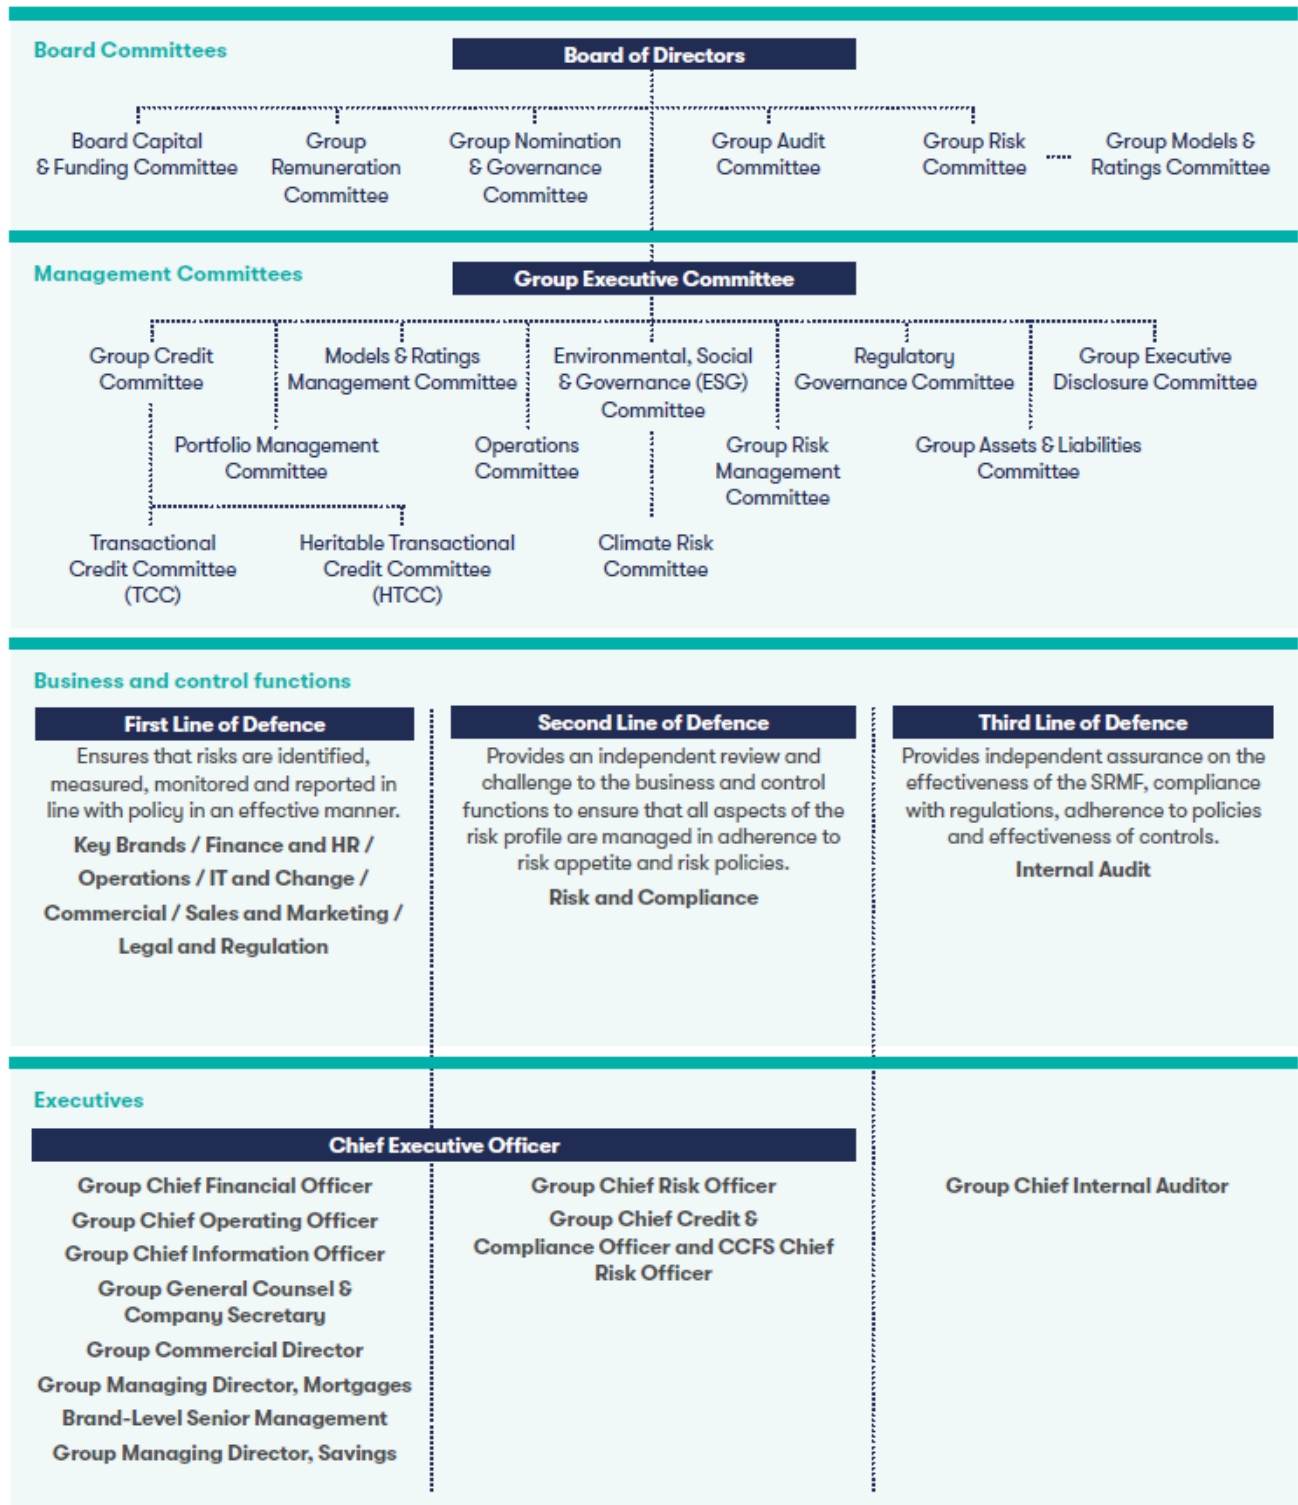 Board Committees
Board of Directors
Board Capital
& Funding Committee
Group
Remuneration
Committee
Group Nomination
& Governance
Committee
Group Audit
Committee
Group Risk
Committee
Group Models &
Ratings Committee
Management Committees
Group Executive Committee
Group Credit
Committee
Models & Ratings
Management Committee
Environmental, Social
& Governance (ESG)
Committee
Regulatory
Governance Committee
Group Executive
Disclosure Committee
Portfolio Management
Committee
Operations
Committee
Group Risk
Management
Committee
Group Assets & Liabilities
Committee
Transactional
Credit Committee
(TCC)
Heritable Transactional
Credit Committee
(HTCC)
Climate Risk
Committee
Business and control functions
First Line of Defence
Ensures that risks are identified,
measured, monitored and reported in
line with policy in an effective manner.
Key Brands / Finance and HR /
Operations / IT and Change /
Commercial / Sales and Marketing /
Legal and Regulation
Second Line of Defence
Provides an independent review and
challenge to the business and control
functions to ensure that all aspects of the
risk profile are managed in adherence to
risk appetite and risk policies.
Risk and Compliance
Third Line of Defence
Provides independent assurance on the
effectiveness of the SRMF, compliance
with regulations, adherence to policies
and effectiveness of controls.
Internal Audit
Executives
Chief Executive Officer
Group Chief Financial Officer
Group Chief Operating Officer
Group Chief Information Officer
Group General Counsel &
Company Secretary
Group Commercial Director
Group Managing Director, Mortgages
Brand-Level Senior Management
Group Managing Director, Savings
Group Chief Risk Officer
Group Chief Credit &
Compliance Officer and CCFS Chief
Risk Officer
Group Chief Internal Auditor